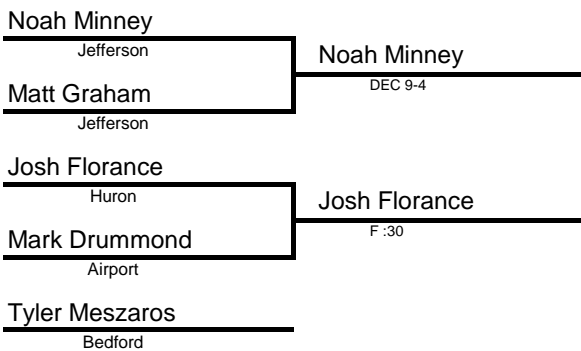 Noah Minney
Jefferson
Noah Minney
DEC 9-4
Matt Graham
Jefferson
Josh Florance
Huron
Josh Florance
F :30
Mark Drummond
Airport
Tyler Meszaros
Bedford